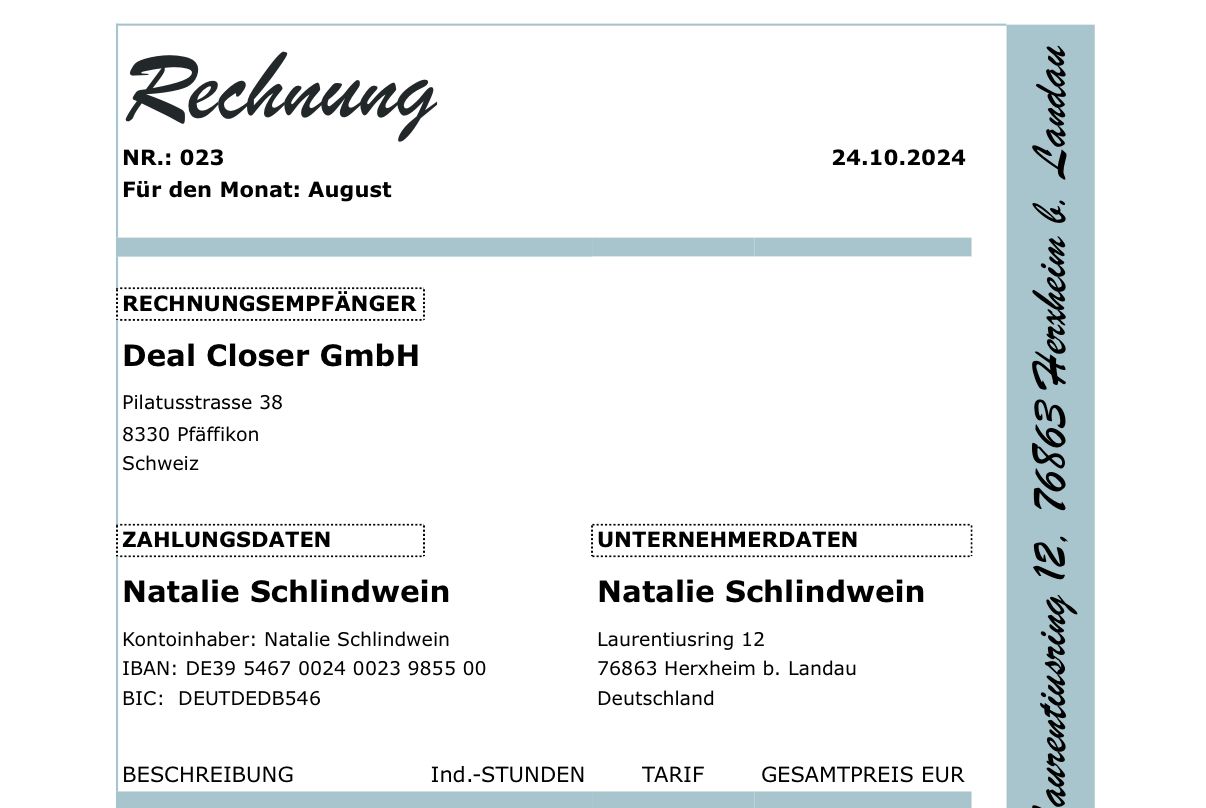 Rechnung
NR.: 023 24.10.2024
Für den Monat: August
RECHNUNGSEMPFÄNGER
Deal Closer GmbH
Pilatusstrasse 38
8330 Pfäffikon
Schweiz
ZAHLUNGSDATEN
Natalie Schlindwein
Kontoinhaber: Natalie Schlindwein
IBAN: DE39 5467 0024 0023 9855 00
BIC: DEUTDEDB546
UNTERNEHMERDATEN
Natalie Schlindwein
Laurentiusring 12
76863 Herxheim b. Landau
Deutschland
BESCHREIBUNG Ind.-STUNDEN TARIF GESAMTPREIS EUR
Laurentiusring 12, 76863 Herxheim b. Landau